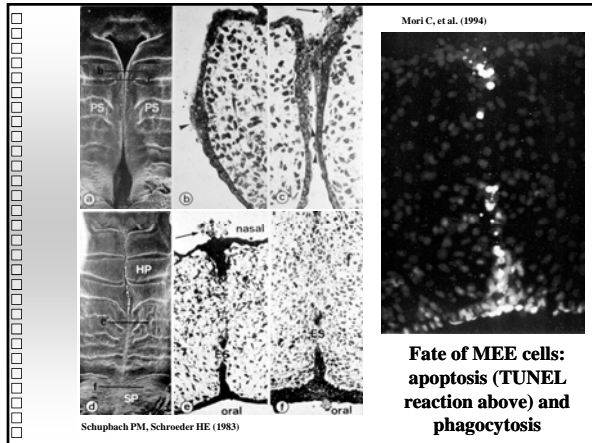 Mori C, et al. (1994)
PS
PS
a
b
c
nasal
HP
ES
ES
SP
d
e
oral
f
oral
Schupbach PM, Schroeder HE (1983)
Fate of MEE cells:
apoptosis (TUNEL
reaction above) and
phagocytosis